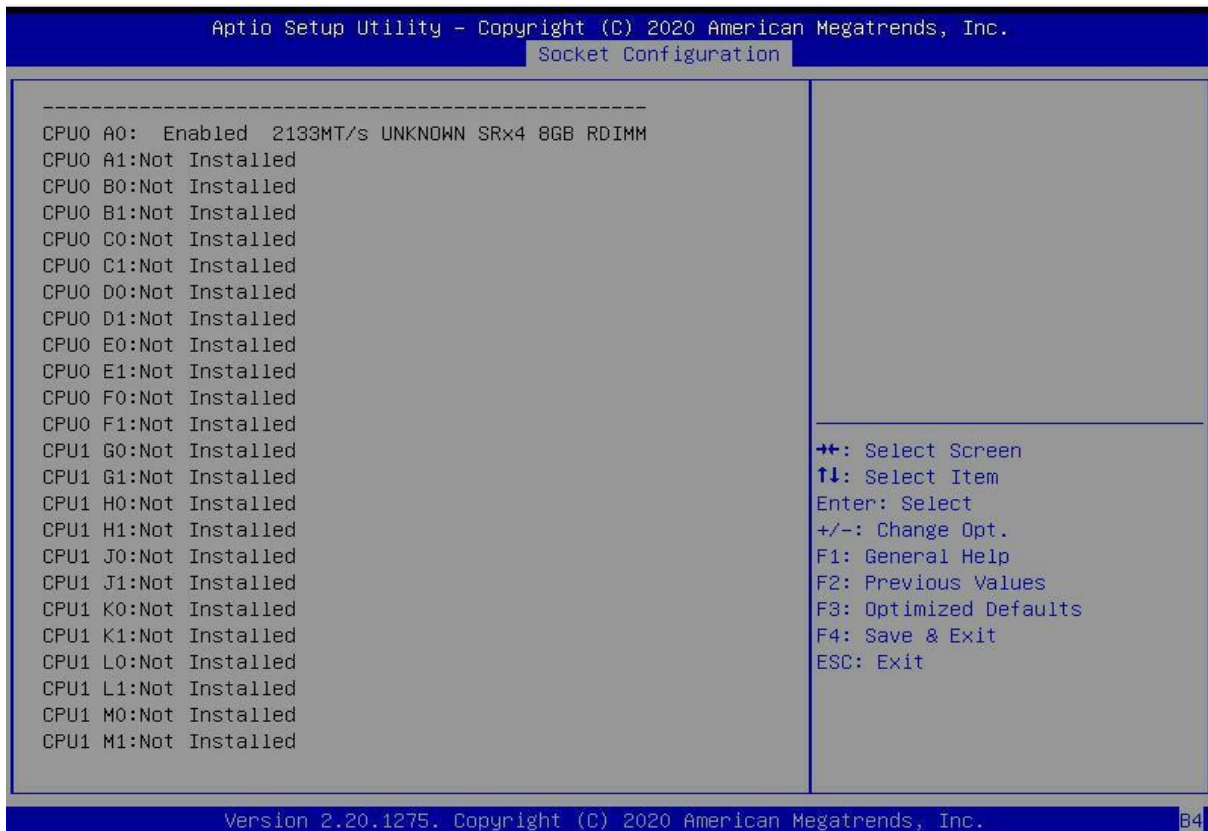 Aptio Setup Utility – Copyright (C) 2020 American Megatrends, Inc.
Socket Configuration
--------------------------------------------------
CPU0 A0:  Enabled  2133MT/s UNKNOWN SRx4 8GB RDIMM
CPU0 A1:Not Installed
CPU0 B0:Not Installed
CPU0 B1:Not Installed
CPU0 C0:Not Installed
CPU0 C1:Not Installed
CPU0 D0:Not Installed
CPU0 D1:Not Installed
CPU0 E0:Not Installed
CPU0 E1:Not Installed
CPU0 F0:Not Installed
CPU0 F1:Not Installed
CPU1 G0:Not Installed
CPU1 G1:Not Installed
CPU1 H0:Not Installed
CPU1 H1:Not Installed
CPU1 J0:Not Installed
CPU1 J1:Not Installed
CPU1 K0:Not Installed
CPU1 K1:Not Installed
CPU1 L0:Not Installed
CPU1 L1:Not Installed
CPU1 M0:Not Installed
CPU1 M1:Not Installed
→←: Select Screen
↑↓: Select Item
Enter: Select
+/-: Change Opt.
F1: General Help
F2: Previous Values
F3: Optimized Defaults
F4: Save & Exit
ESC: Exit
Version 2.20.1275. Copyright (C) 2020 American Megatrends, Inc.
B4